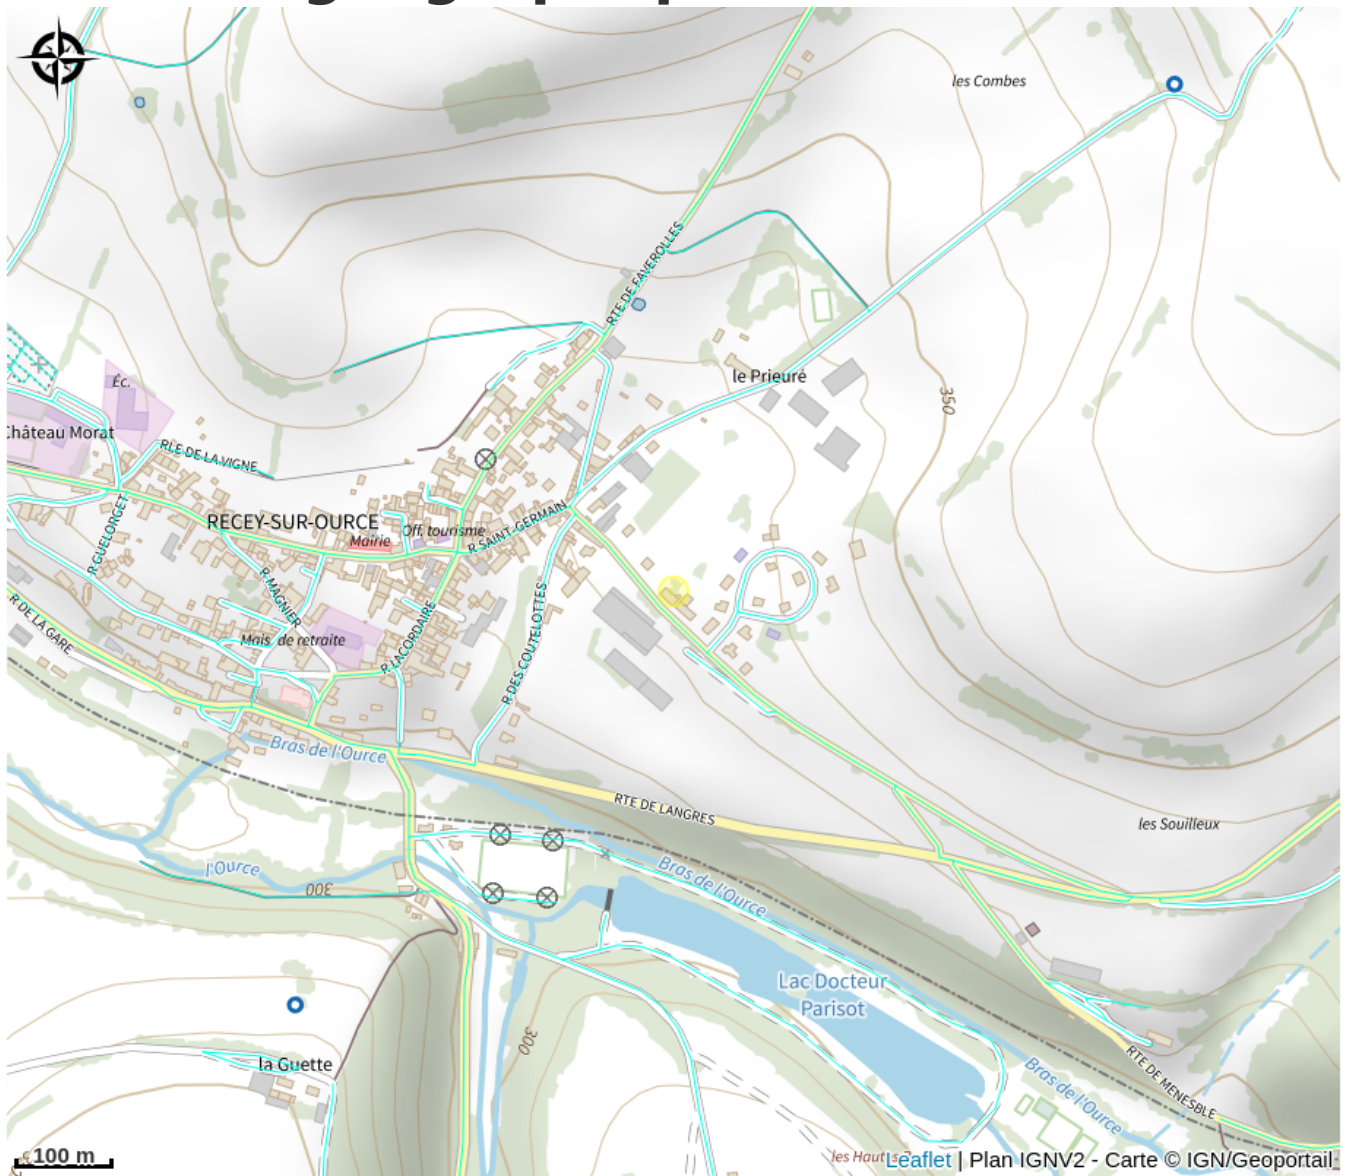 les Combes
RTE DE FAVEROLLES
le Prieuré
350
Éc.
Château Morat
RLE DE LA VIGNE
RECEY-SUR-OURCE
Mairie
Off. tourisme
R SAINT-GERMAIN
R GUELORGET
R MAGNIER
R DE LA GARE
Mais. de retraite
R LACORDAIRE
R DES COUTELOTTES
Bras de l'Ource
RTE DE LANGRES
les Souilleux
l'Ource
300
Bras de l'Ource
Lac Docteur
Parisot
300
la Guette
RTE DE MENESBLE
Bras de l'Ource
100 m
les Hautes
Leaflet | Plan IGNV2 - Carte © IGN/Geoportail